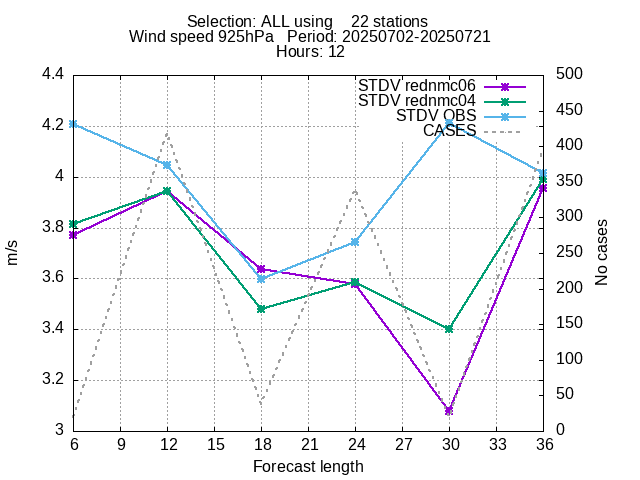 Selection: ALL using    22 stations
Wind speed 925hPa   Period: 20250702-20250721
Hours: 12
STDV rednmc06
STDV rednmc04
STDV OBS
CASES
4.4
4.2
4
3.8
3.6
3.4
3.2
3
m/s
500
450
400
350
300
250
200
150
100
50
0
No cases
6 9 12 15 18 21 24 27 30 33 36
Forecast length